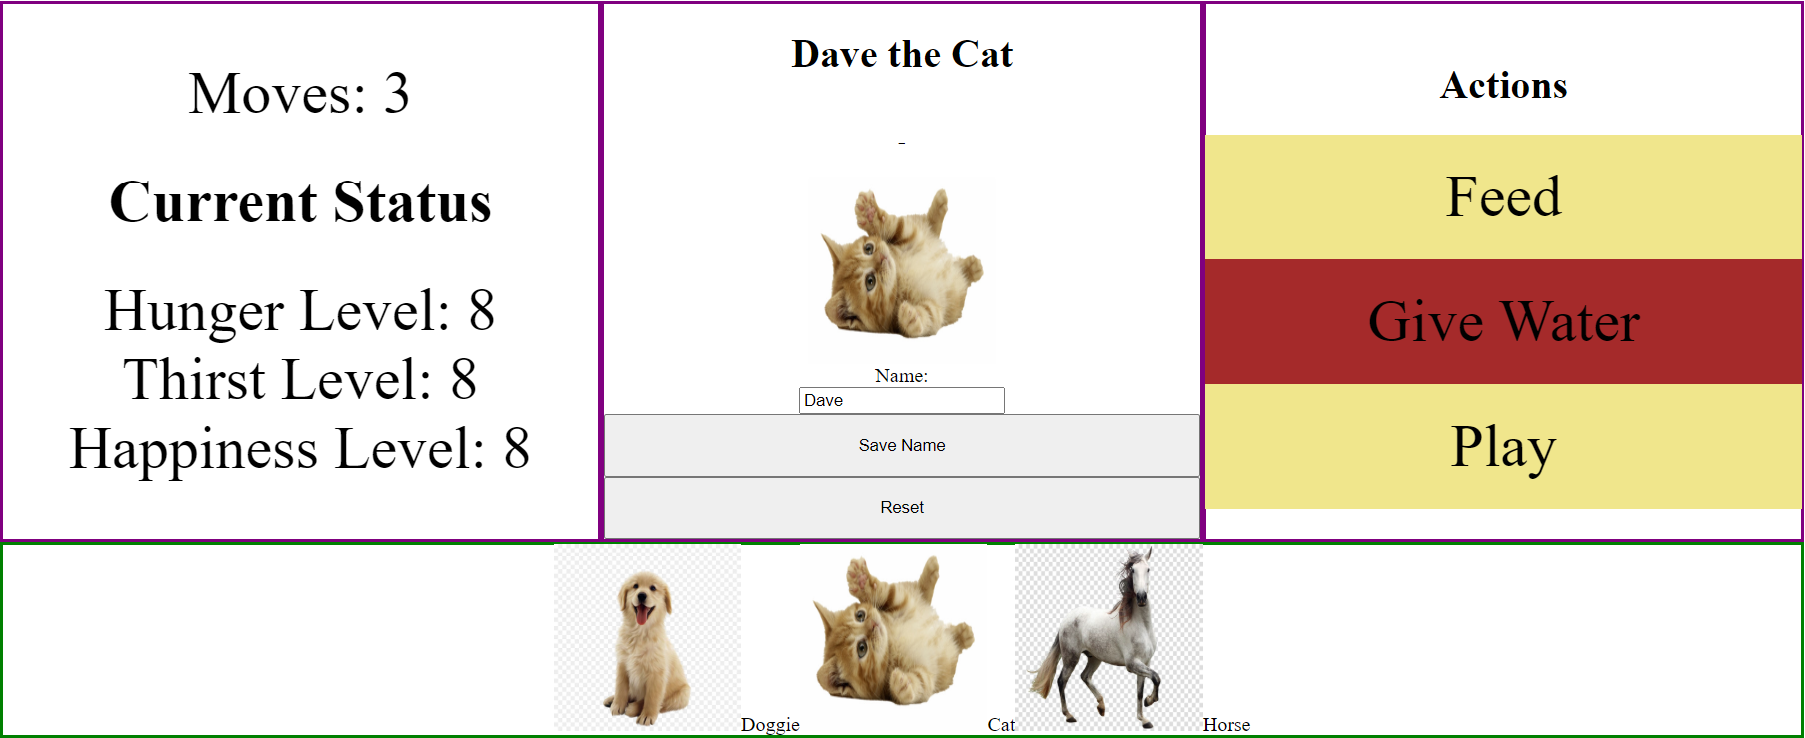 Moves: 3
Current Status
Hunger Level: 8
Thirst Level: 8
Happiness Level: 8
Dave the Cat
-
Name:
Dave
Save Name
Reset
Actions
Feed
Give Water
Play
Doggie
Cat
Horse